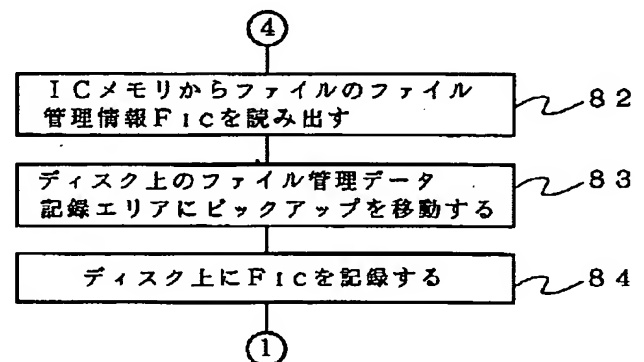 ④
ＩＣメモリからファイルのファイル
管理情報Ｆｉｃを読み出す
８２
ディスク上のファイル管理データ
記録エリアにピックアップを移動する
８３
ディスク上にＦｉｃを記録する
８４
①